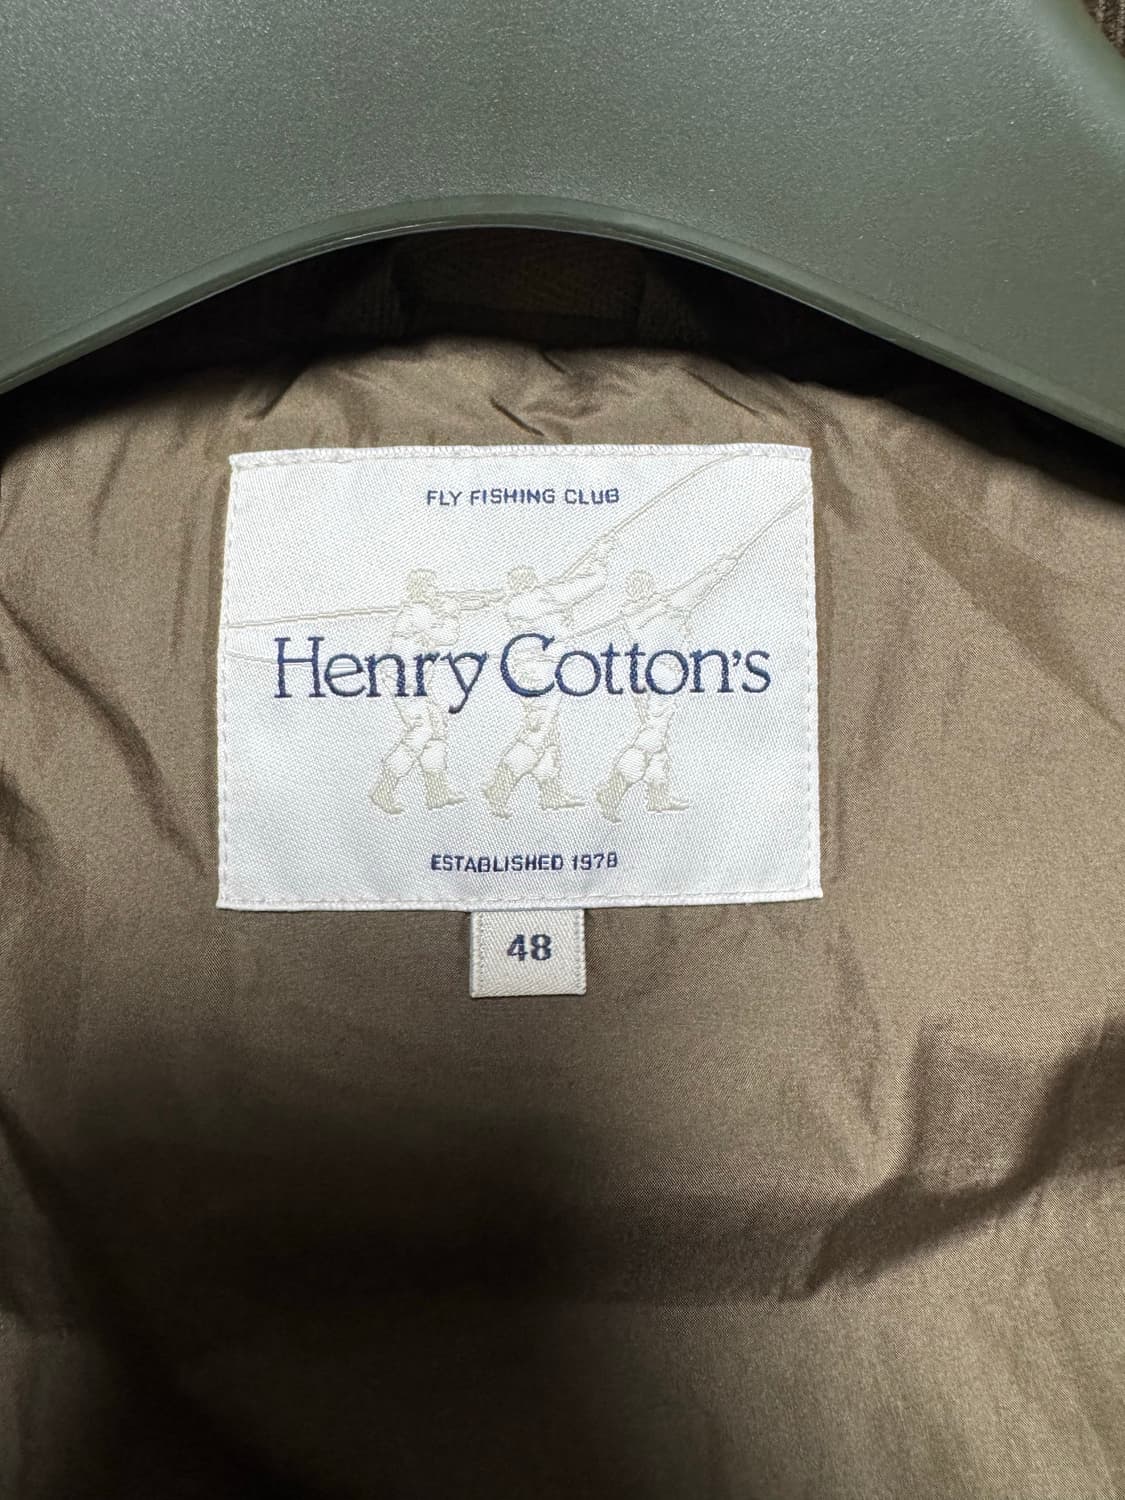 FLY FISHING CLUB
Henry Cotton's
ESTABLISHED 1978
48